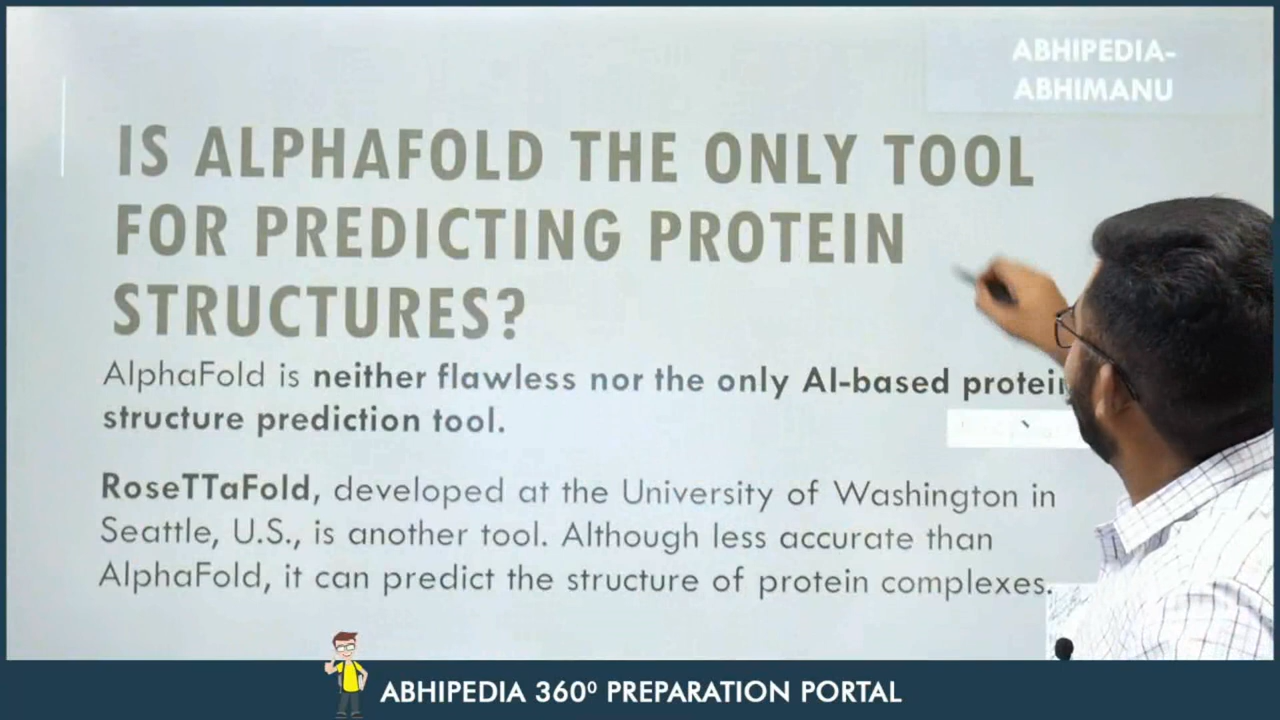 ABHIPEDIA-
ABHIMANU
IS ALPHAFOLD THE ONLY TOOL
FOR PREDICTING PROTEIN
STRUCTURES?
AlphaFold is neither flawless nor the only AI-based protein
structure prediction tool.
RoseTTaFold, developed at the University of Washington in
Seattle, U.S., is another tool. Although less accurate than
AlphaFold, it can predict the structure of protein complexes.
ABHIPEDIA 360⁰ PREPARATION PORTAL